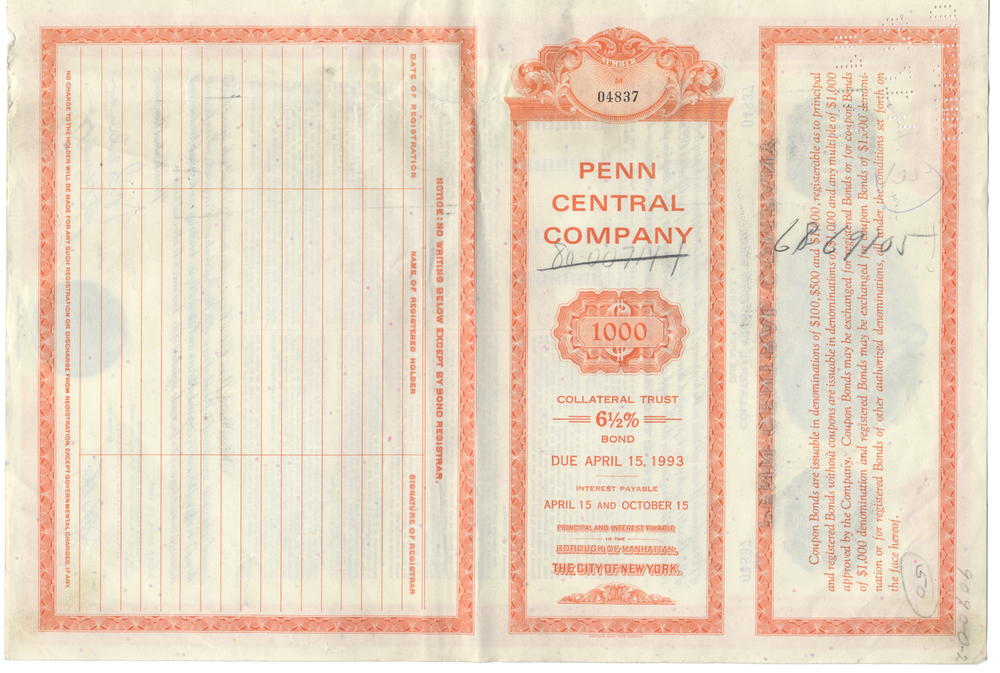 DATE OF REGISTRATION
NAME OF REGISTERED HOLDER
SIGNATURE OF REGISTRAR
NOTICE: NO WRITING BELOW EXCEPT BY BOND REGISTRAR.
NO CHARGE TO THE HOLDER WILL BE MADE FOR ANY SUCH REGISTRATION OR DISCHARGE FROM REGISTRATION, EXCEPT GOVERNMENTAL CHARGES, IF ANY.
NUMBER
M
04837
PENN
CENTRAL
COMPANY
1000
COLLATERAL TRUST
6½%
BOND
DUE APRIL 15, 1993
INTEREST PAYABLE
APRIL 15 AND OCTOBER 15
PRINCIPAL AND INTEREST PAYABLE
IN THE
BOROUGH OF MANHATTAN,
THE CITY OF NEW YORK.
Coupon Bonds are issuable in denominations of $100, $500 and $1,000, registerable as to principal
and registered Bonds without coupons are issuable in denominations of $1,000 and any multiple of $1,000
approved by the Company. Coupon Bonds may be exchanged for registered Bonds or for coupon Bonds
of $1,000 denomination and registered Bonds may be exchanged for coupon Bonds of $1,000 denomi-
nation or for registered Bonds of other authorized denominations, all under the conditions set forth on
the face hereof.
50